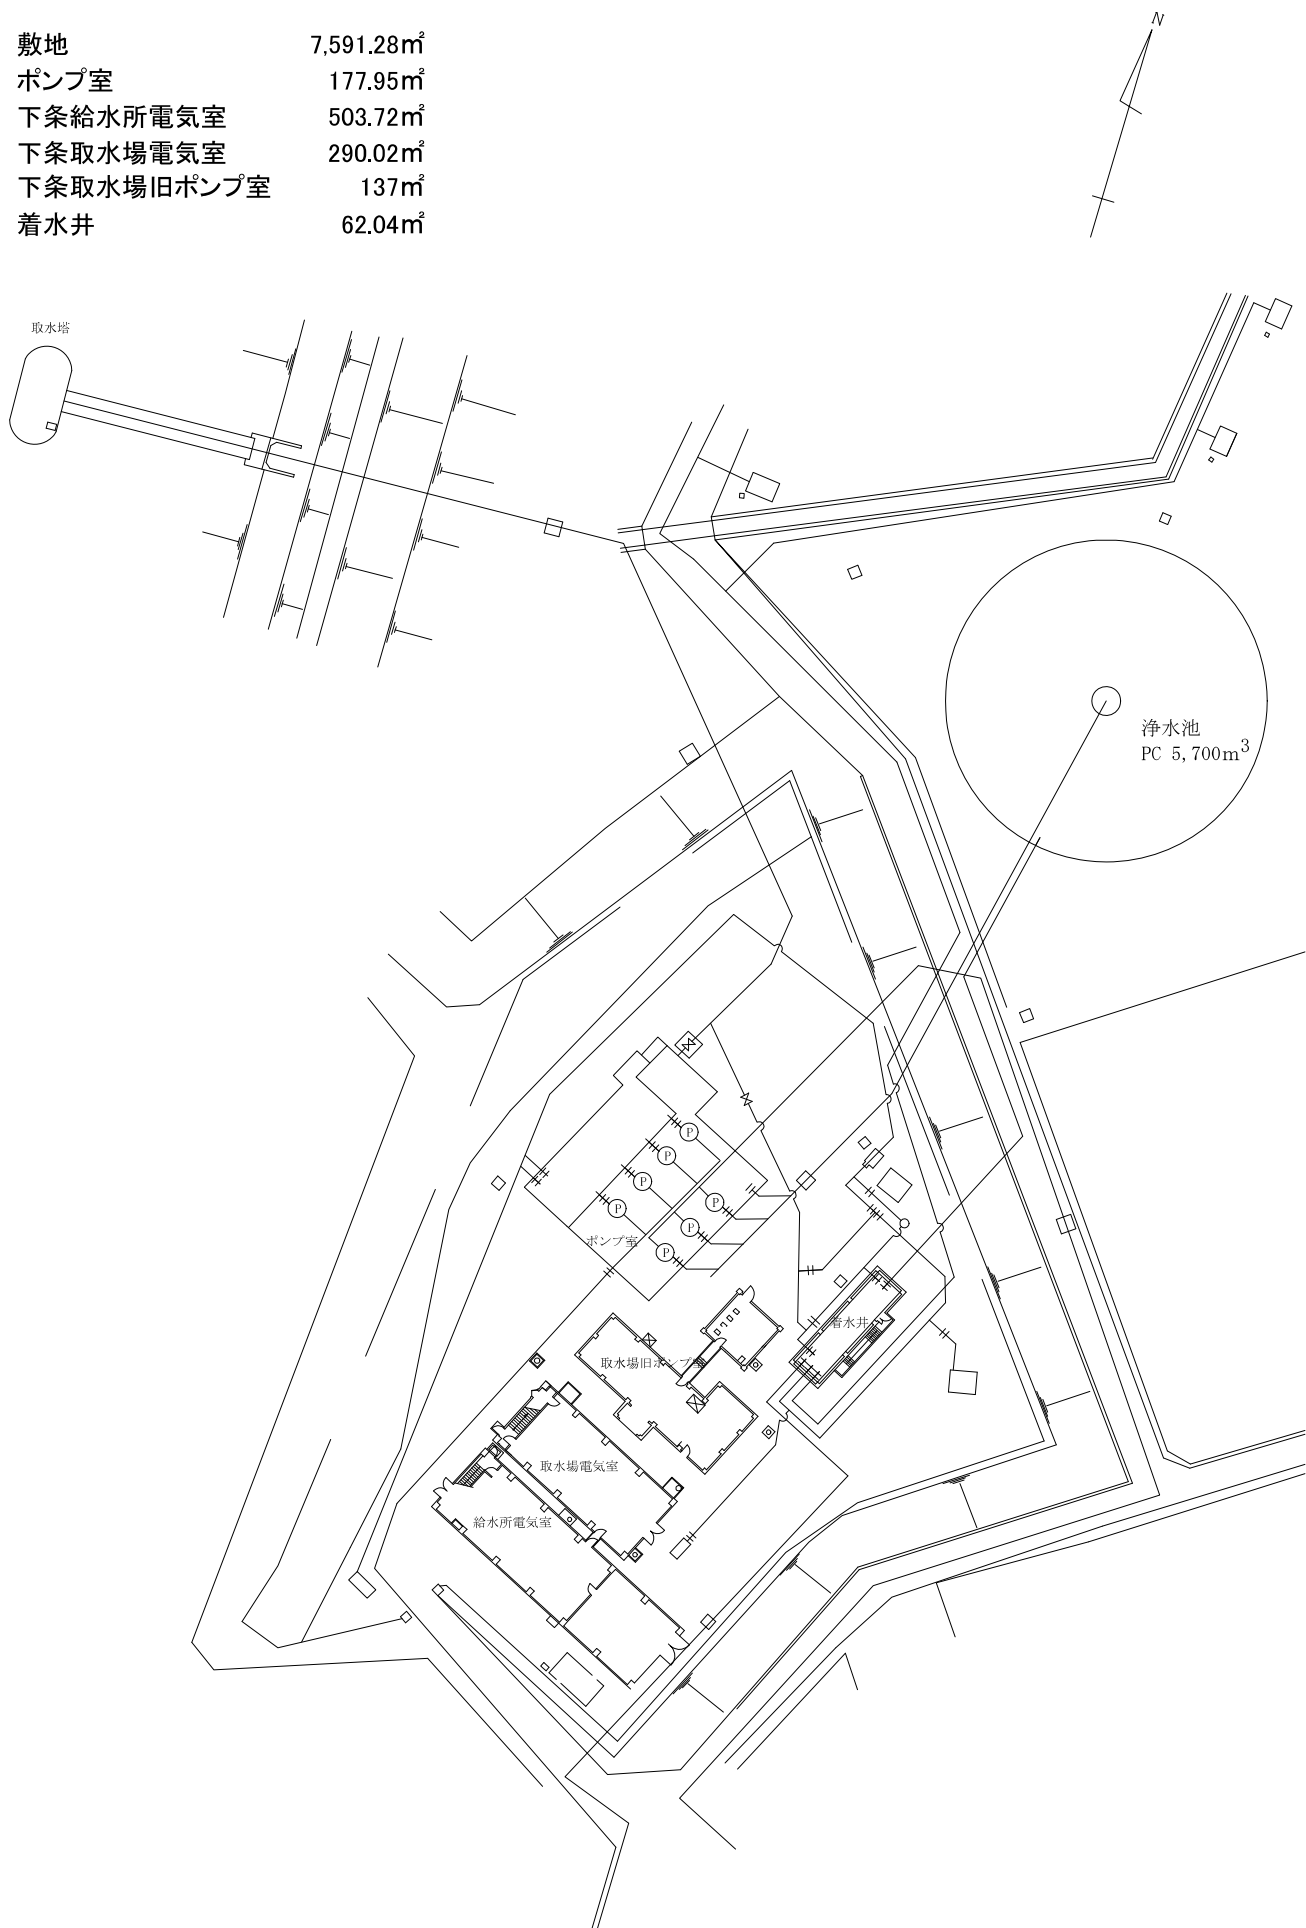 敷地 7,591.28㎡
ポンプ室 177.95㎡
下条給水所電気室 503.72㎡
下条取水場電気室 290.02㎡
下条取水場旧ポンプ室 137㎡
着水井 62.04㎡
N
取水塔
浄水池
PC 5,700m³
P
P
P
P
P
P
P
ポンプ室
着水井
取水場旧ポンプ室
取水場電気室
給水所電気室